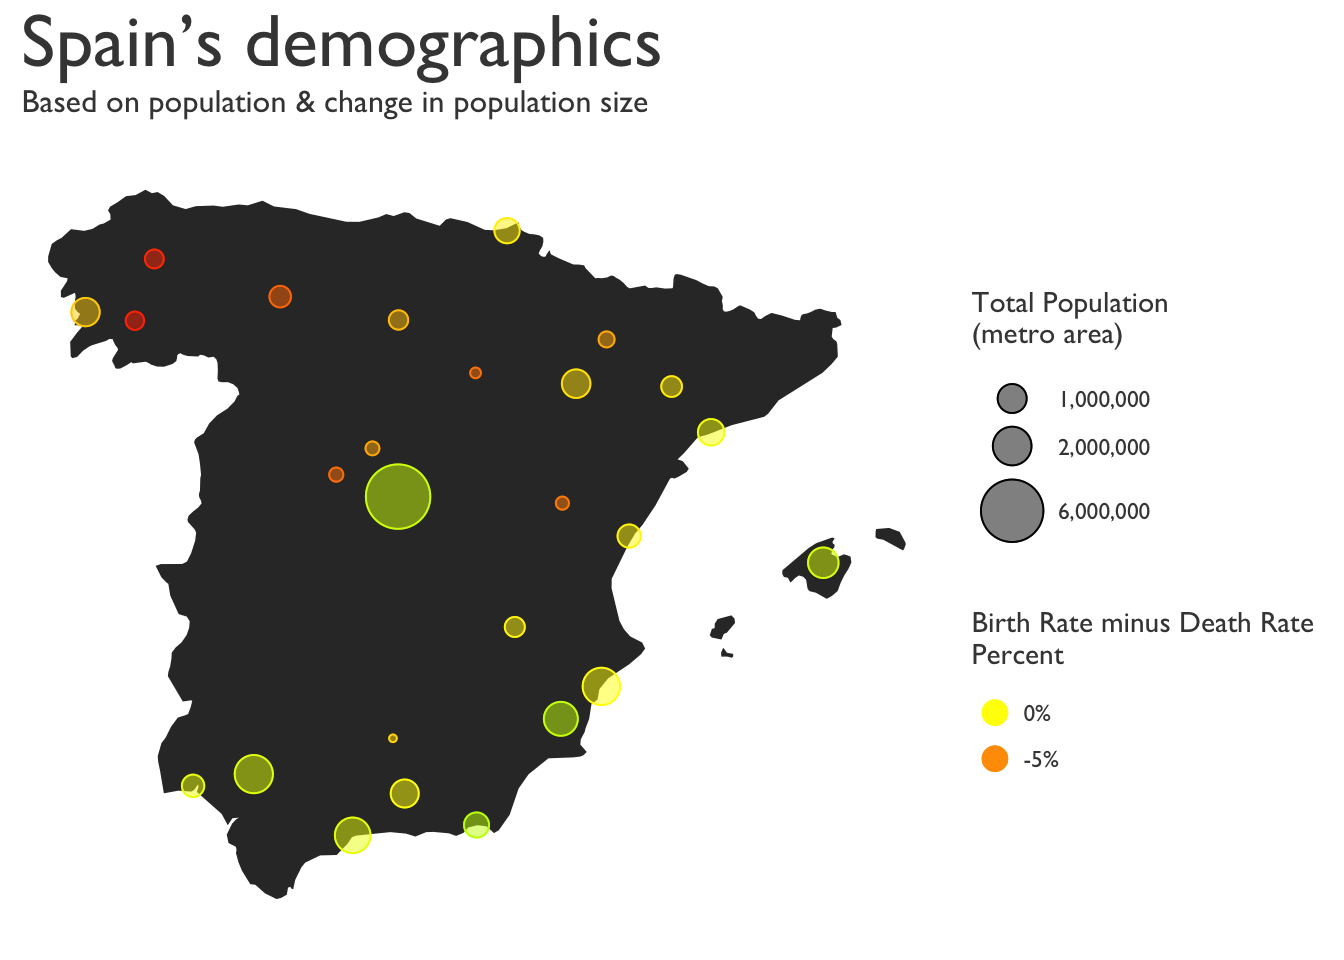 Spain’s demographics
Based on population & change in population size
Total Population
(metro area)
1,000,000
2,000,000
6,000,000
Birth Rate minus Death Rate
Percent
0%
-5%